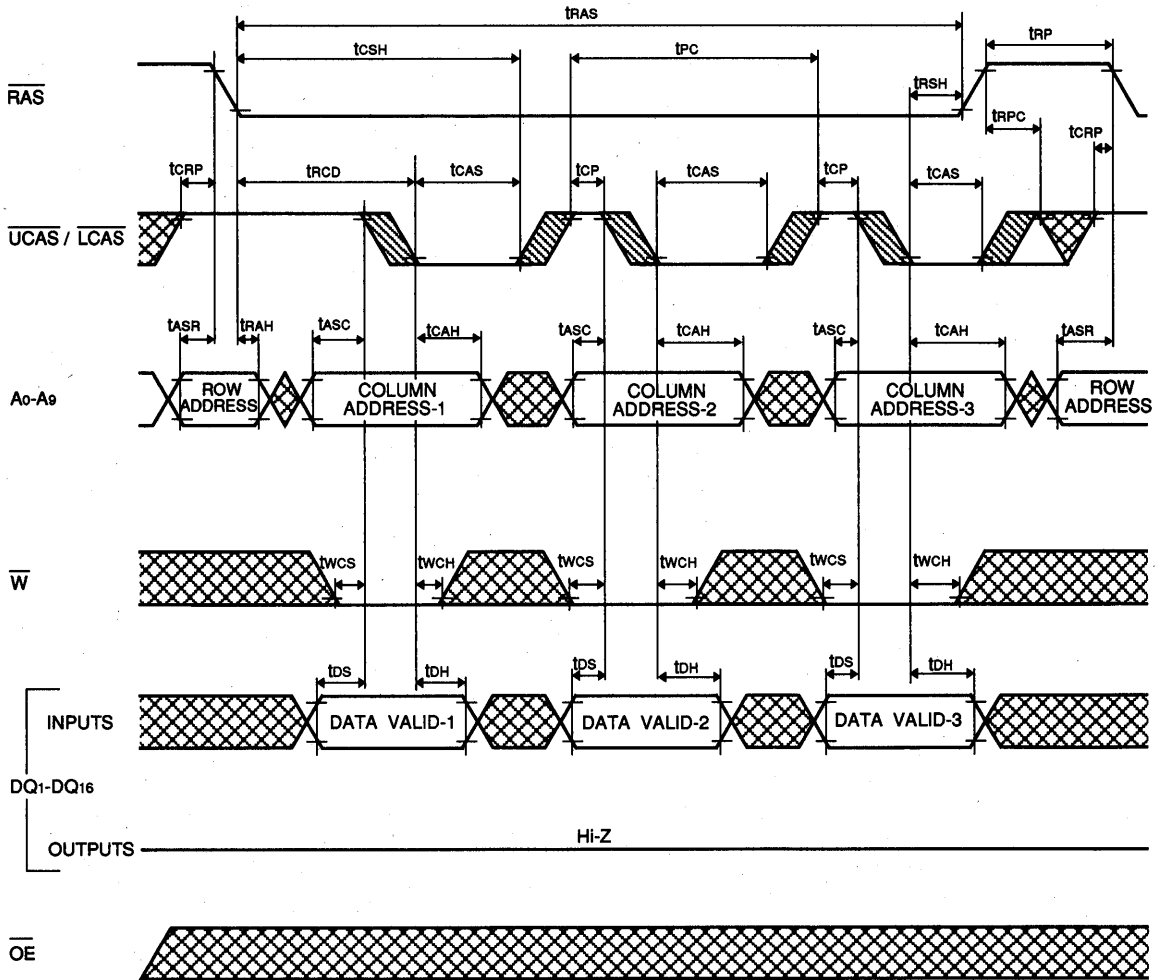 tRAS
tCSH tPC tRP
RAS
tRSH
tRPC
tCRP
tCRP tRCD tCAS tCP tCAS tCP tCAS
UCAS / LCAS
tASR tRAH tASC tCAH tASC tCAH tASC tCAH tASR
A0-A9
ROW ADDRESS
COLUMN ADDRESS-1
COLUMN ADDRESS-2
COLUMN ADDRESS-3
ROW ADDRESS
tWCS tWCH tWCS tWCH tWCS tWCH
W
tDS tDH tDS tDH tDS tDH
INPUTS DATA VALID-1 DATA VALID-2 DATA VALID-3
DQ1-DQ16
Hi-Z
OUTPUTS
OE